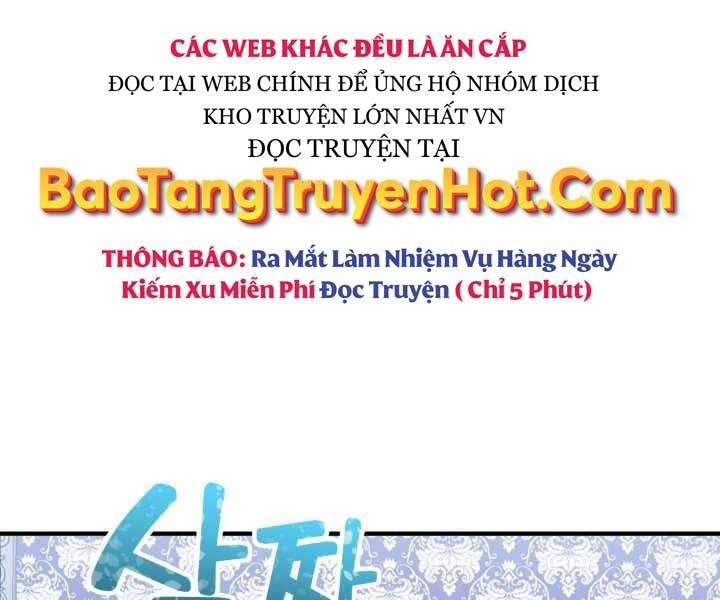 CÁC WEB KHÁC ĐỀU LÀ ĂN CẮP
ĐỌC TẠI WEB CHÍNH ĐỂ ỦNG HỘ NHÓM DỊCH
KHO TRUYỆN LỚN NHẤT VN
ĐỌC TRUYỆN TẠI
BaoTangTruyenHot.Com
THÔNG BÁO: Ra Mắt Làm Nhiệm Vụ Hàng Ngày
Kiếm Xu Miễn Phí Đọc Truyện ( Chỉ 5 Phút)